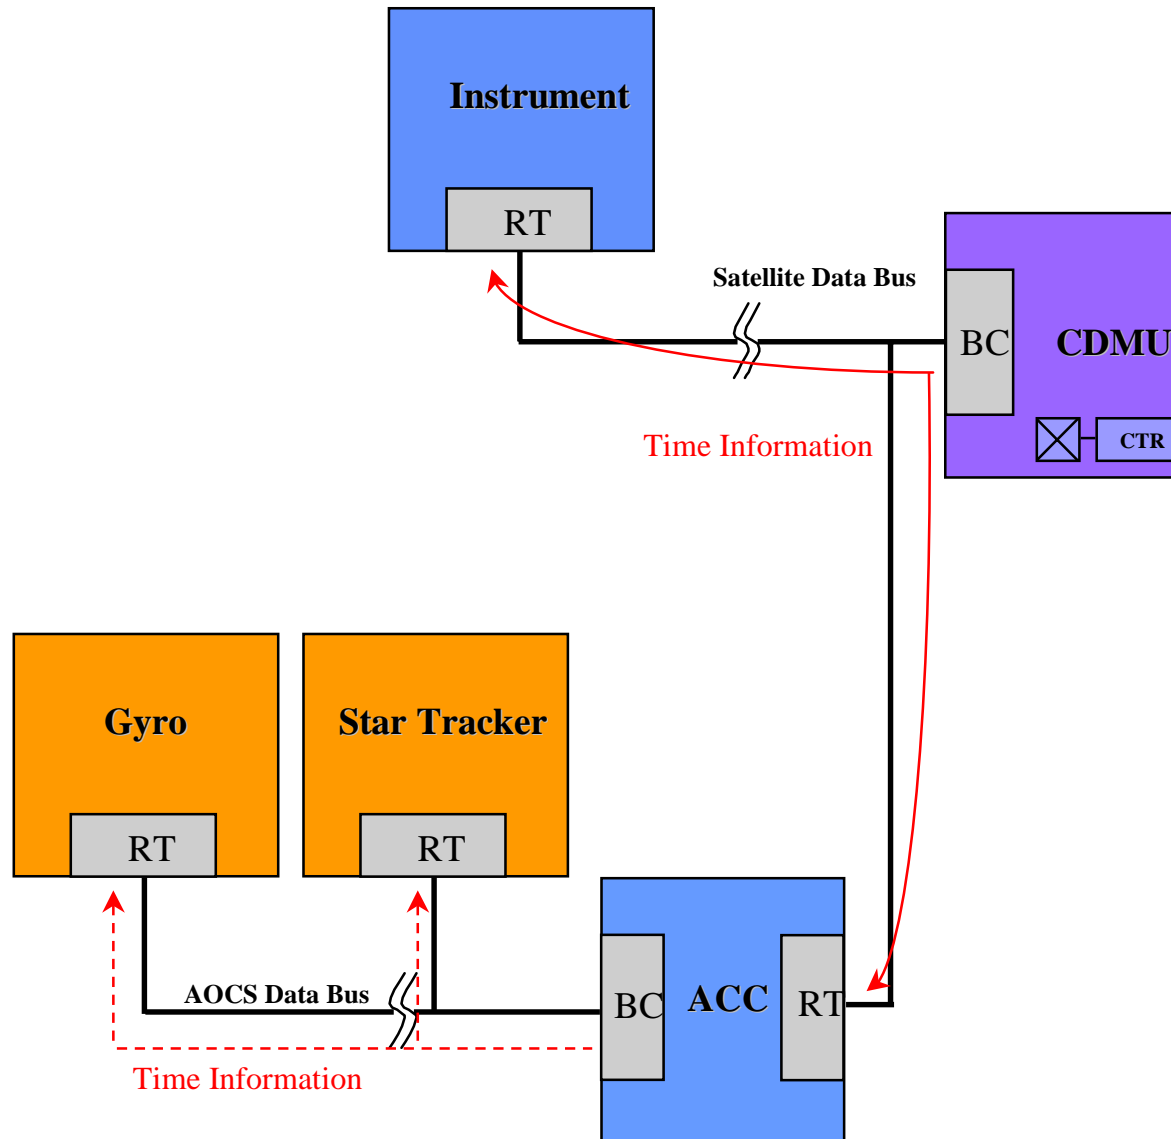 Instrument
RT
Satellite Data Bus
BC
CDMU
CTR
Time Information
Gyro
Star Tracker
RT
RT
AOCS Data Bus
BC
ACC
RT
Time Information